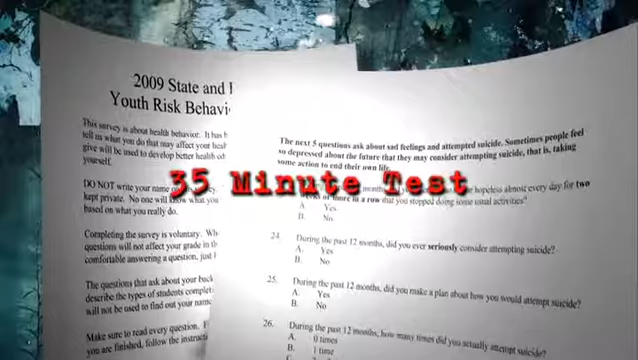 2009 State and
Youth Risk Behavi
This survey is about health behavior. It has
tell us what you do that may affect your heal
give will be used to develop better health
yourself.
DO NOT write your name
kept private. No one will know what you
based on what you really do.
Completing the survey is voluntary. Wh
questions will not affect your grade in th
comfortable answering a question, just
The questions that ask about your back
describe the types of students complet
will not be used to find out your name
Make sure to read every question.
you are finished, follow the instruc
35 Minute Test
The next 5 questions ask about sad feelings and attempted suicide. Sometimes people feel
so depressed about the future that they may consider attempting suicide, that is, taking
some action to end their own life.
hopeless almost every day for two
in a row that you stopped doing some usual activities?
A. Yes
B. No
24. During the past 12 months, did you ever seriously consider attempting suicide?
A. Yes
B. No
25. During the past 12 months, did you make a plan about how you would attempt suicide?
A. Yes
B. No
26. During the past 12 months, how many times did you actually attempt suicide?
A. 0 times
B. 1 time